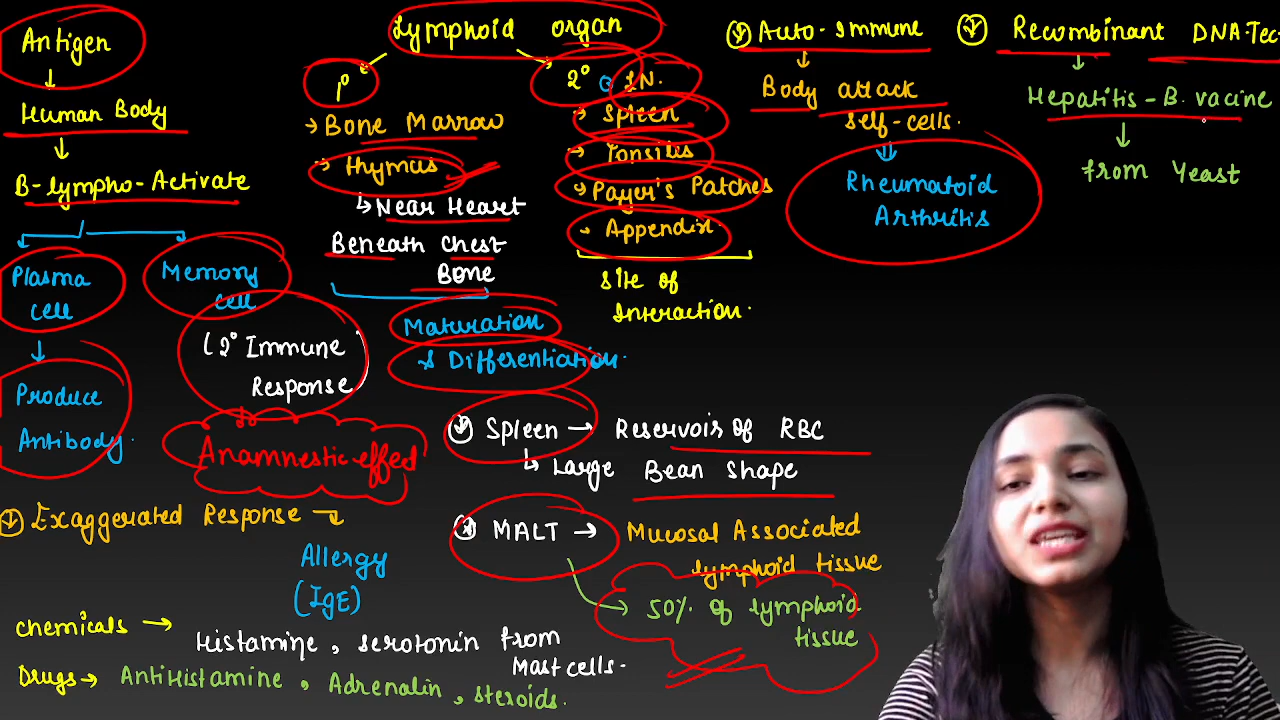 Antigen
Human Body
B-lympho-Activate
Plasma
cell
Produce
Antibody.
Memory
cell
(2° Immune
Response)
Anamnestic effect
Lymphoid organ
1°
→ Bone Marrow
→ Thymus
↳ Near Heart
Beneath Chest
Bone
Maturation
& Differentiation.
2° L.N.
→ Spleen
→ Tonsils
→ Payer's Patches
Appendix.
Site of
Interaction.
Spleen → Reservoir of RBC
↳ Large Bean Shape
MALT → Mucosal Associated
lymphoid tissue
→ 50% of lymphoid
tissue
Exaggerated Response
Allergy
(IgE)
Chemicals →
Histamine, serotonin from
Mast cells.
Drugs → AntiHistamine, Adrenalin, steroids.
Auto-Immune
Body attack
self-cells.
Rheumatoid
Arthritis
Recombinant DNA-Tec
Hepatitis-B. vacine
from Yeast